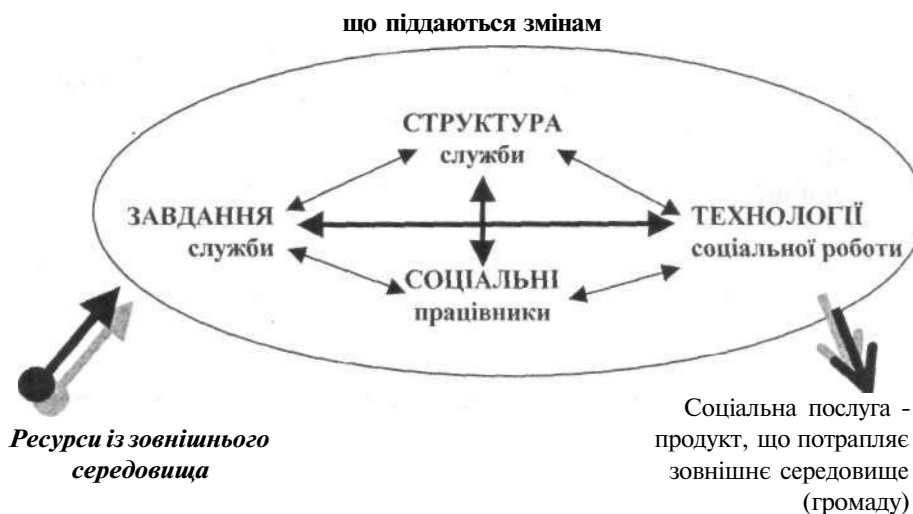 що піддаються змінам
СТРУКТУРА
служби
ЗАВДАННЯ
служби
ТЕХНОЛОГІЇ
соціальної роботи
СОЦІАЛЬНІ
працівники
Ресурси із зовнішнього
середовища
Соціальна послуга -
продукт, що потрапляє
зовнішнє середовище
(громаду)